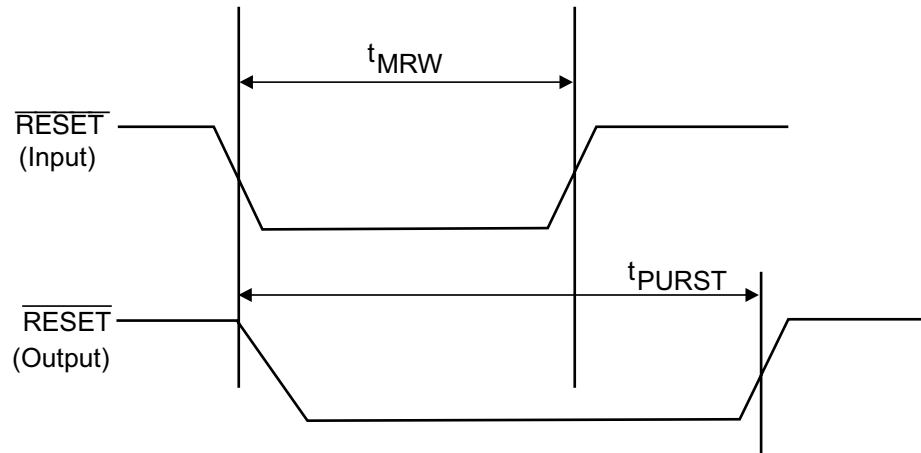 tMRW
RESET
(Input)
tPURST
RESET
(Output)